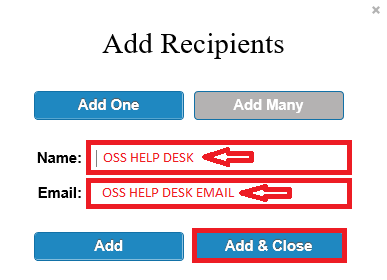 Add Recipients
Add One Add Many
Name: OSS HELP DESK
Email: OSS HELP DESK EMAIL
Add Add & Close